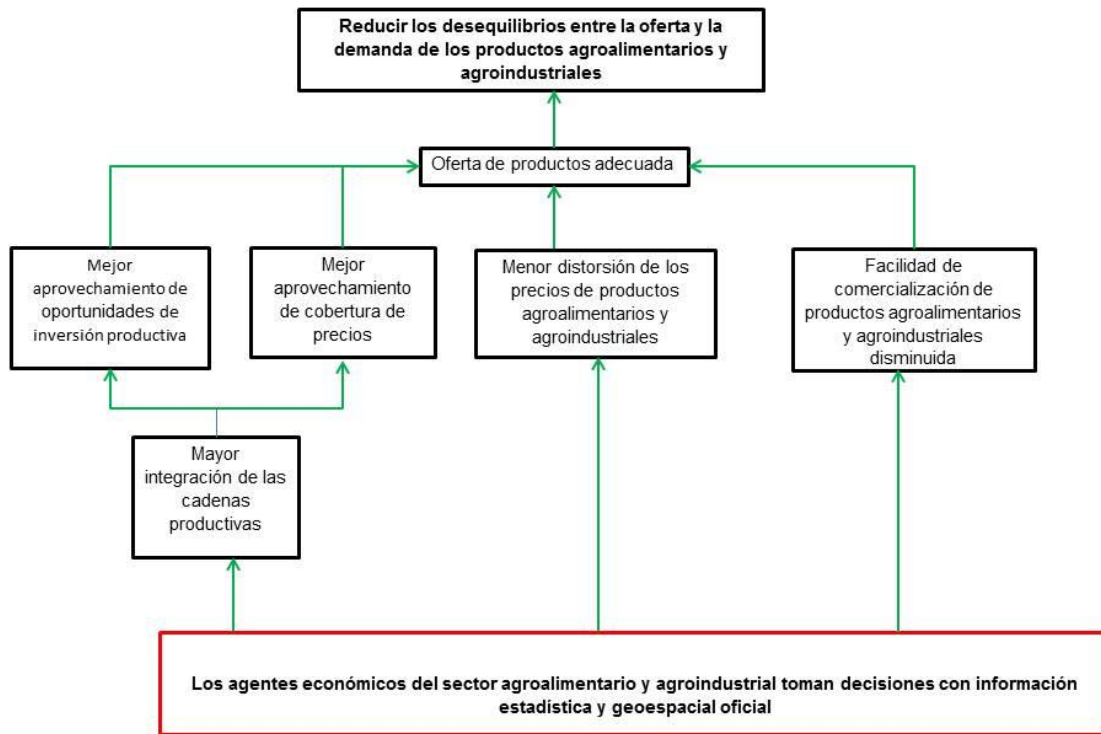 Reducir los desequilibrios entre la oferta y la
demanda de los productos agroalimentarios y
agroindustriales
Oferta de productos adecuada
Mejor
aprovechamiento de
oportunidades de
inversión productiva
Mejor
aprovechamiento
de cobertura de
precios
Menor distorsión de los
precios de productos
agroalimentarios y
agroindustriales
Facilidad de
comercialización de
productos agroalimentarios
y agroindustriales
disminuida
Mayor
integración de las
cadenas
productivas
Los agentes económicos del sector agroalimentario y agroindustrial toman decisiones con información
estadística y geoespacial oficial